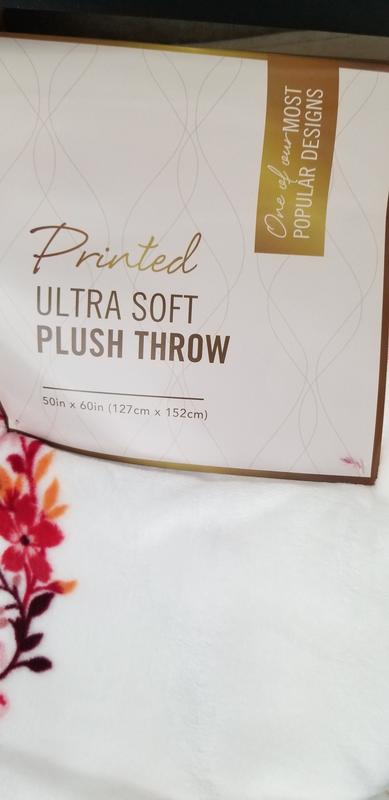 One of our MOST
POPULAR DESIGNS
Printed
ULTRA SOFT
PLUSH THROW
50in x 60in (127cm x 152cm)